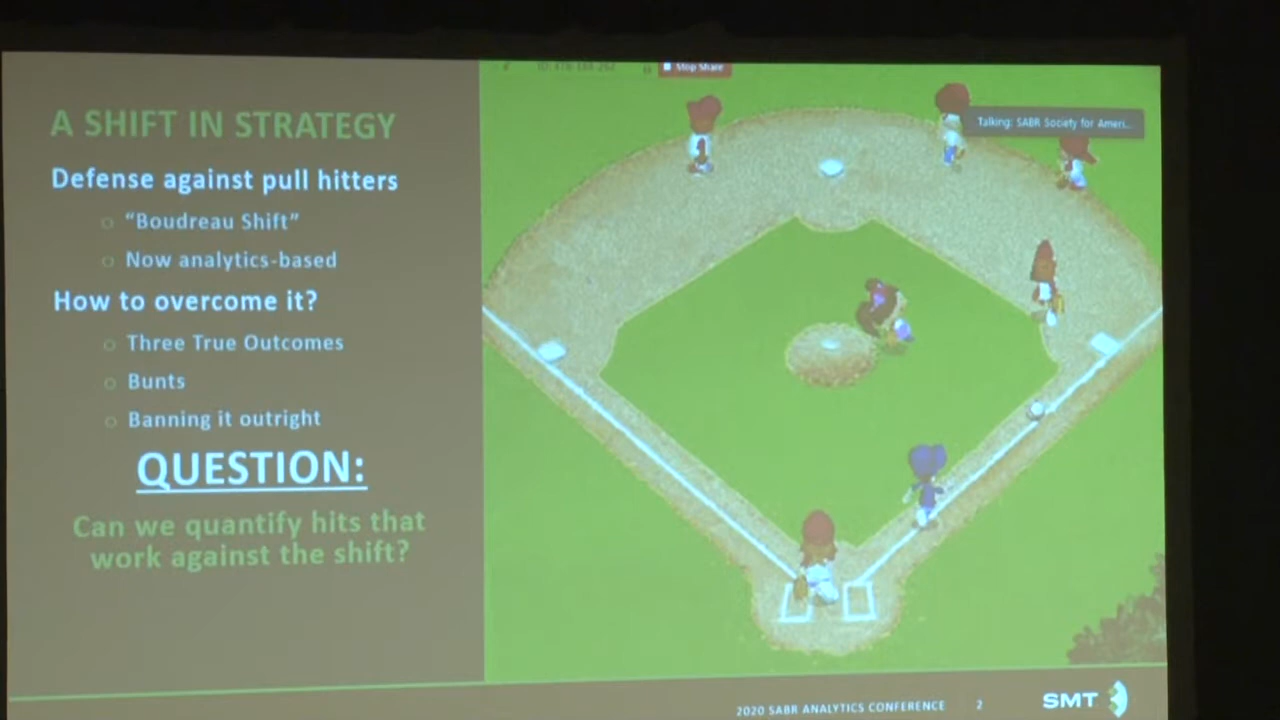 Stop Share
Talking: SABR Society for Ameri...
A SHIFT IN STRATEGY
Defense against pull hitters
○ “Boudreau Shift”
○ Now analytics-based
How to overcome it?
○ Three True Outcomes
○ Bunts
○ Banning it outright
QUESTION:
Can we quantify hits that
work against the shift?
2020 SABR ANALYTICS CONFERENCE 2
SMT